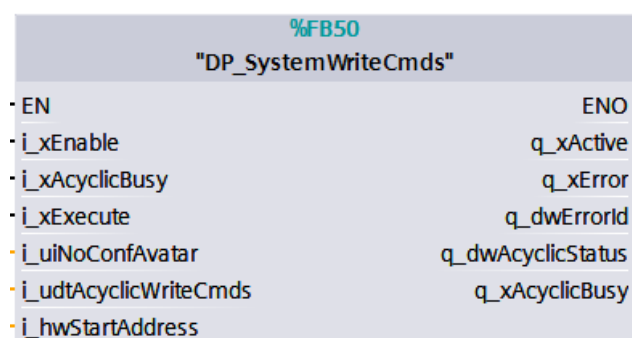 %FB50
"DP_SystemWriteCmds"
EN ENO
i_xEnable q_xActive
i_xAcyclicBusy q_xError
i_xExecute q_dwErrorId
i_uiNoConfAvatar q_dwAcyclicStatus
i_udtAcyclicWriteCmds q_xAcyclicBusy
i_hwStartAddress